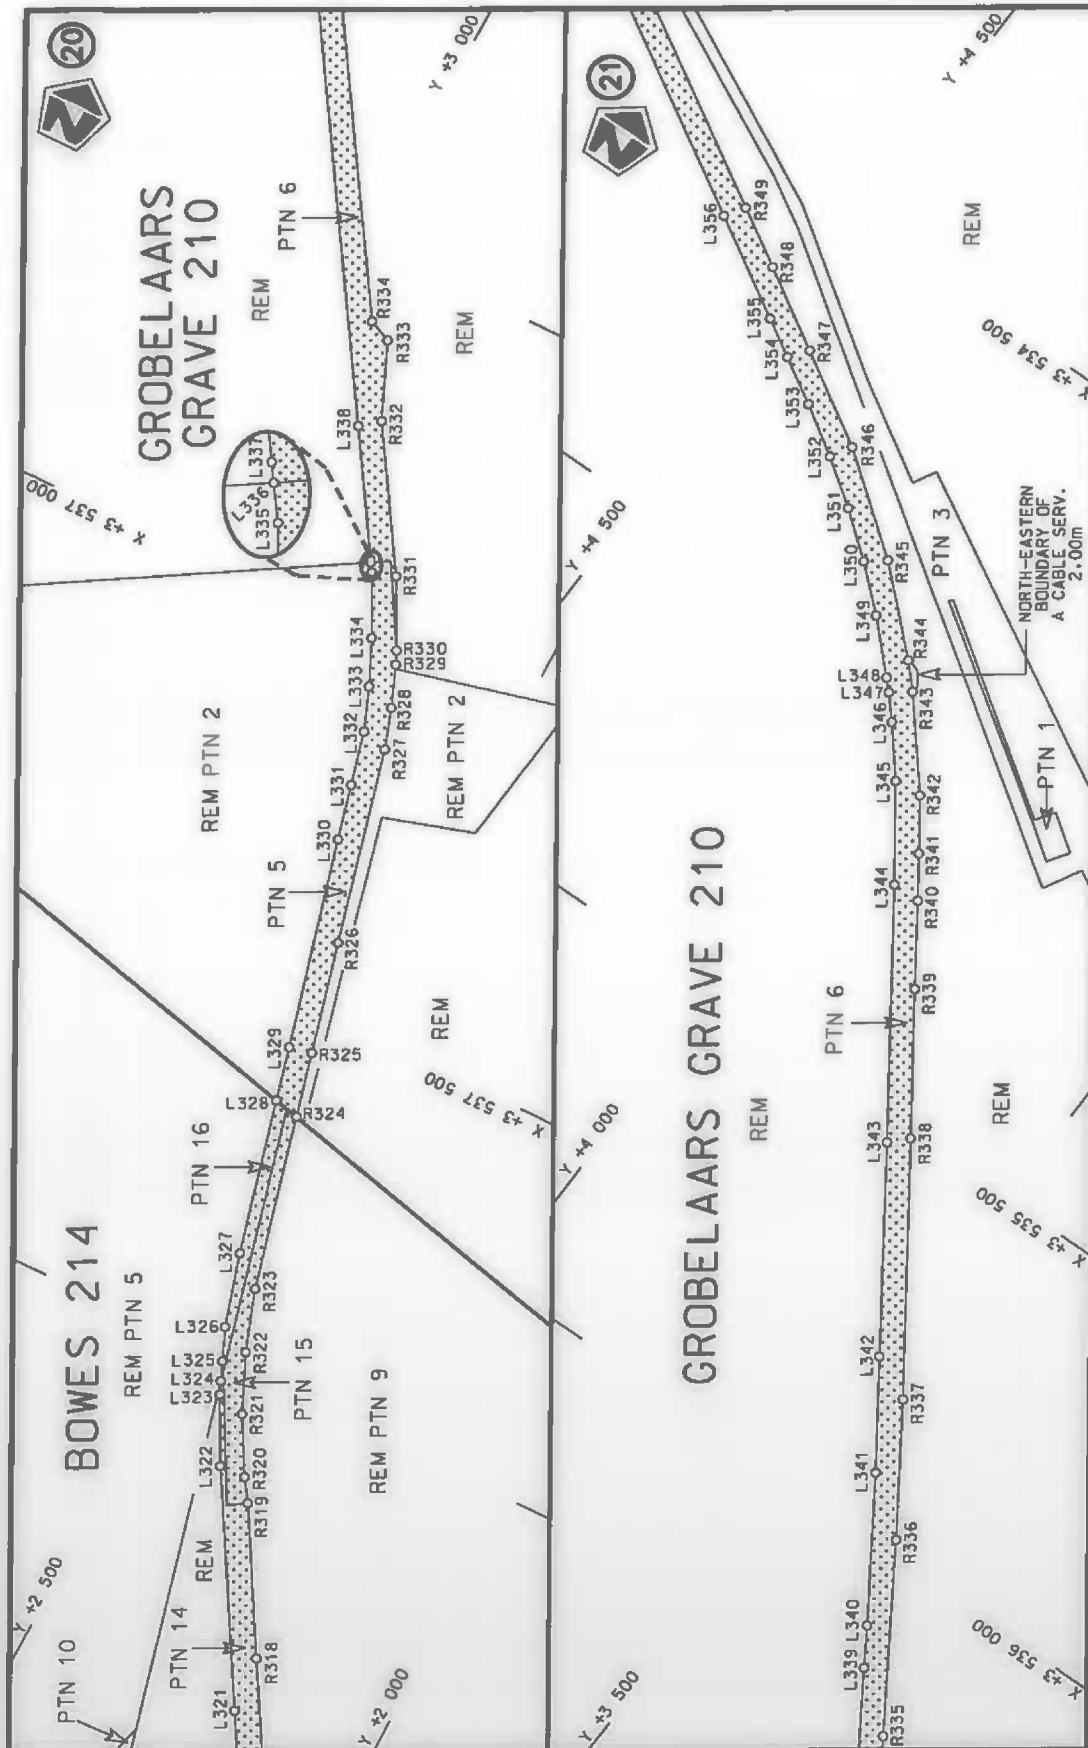 20
N
BOWES 214
GROBELAARS
GRAVE 210
PTN 10
PTN 14
REM
REM PTN 5
PTN 16
PTN 15
REM PTN 9
PTN 5
REM PTN 2
REM PTN 2
REM
REM
PTN 6
REM
Y +2 500
Y +2 000
X +3 537 500
X +3 537 000
Y +3 000
L321
L322
L323
L324
L325
L326
L327
L328
L329
L330
L331
L332
L333
L334
L335
L336
L337
L338
R318
R319
R320
R321
R322
R323
R324
R325
R326
R327
R328
R329
R330
R331
R332
R333
R334
21
N
GROBELAARS GRAVE 210
REM
PTN 6
REM
REM
PTN 1
PTN 3
NORTH-EASTERN
BOUNDARY OF
A CABLE SERV.
2.00m
Y +3 500
Y +4 000
Y +4 500
Y +4 500
X +3 536 000
X +3 535 500
X +3 534 500
L339
L340
L341
L342
L343
L344
L345
L346
L347
L348
L349
L350
L351
L352
L353
L354
L355
L356
R335
R336
R337
R338
R339
R340
R341
R342
R343
R344
R345
R346
R347
R348
R349